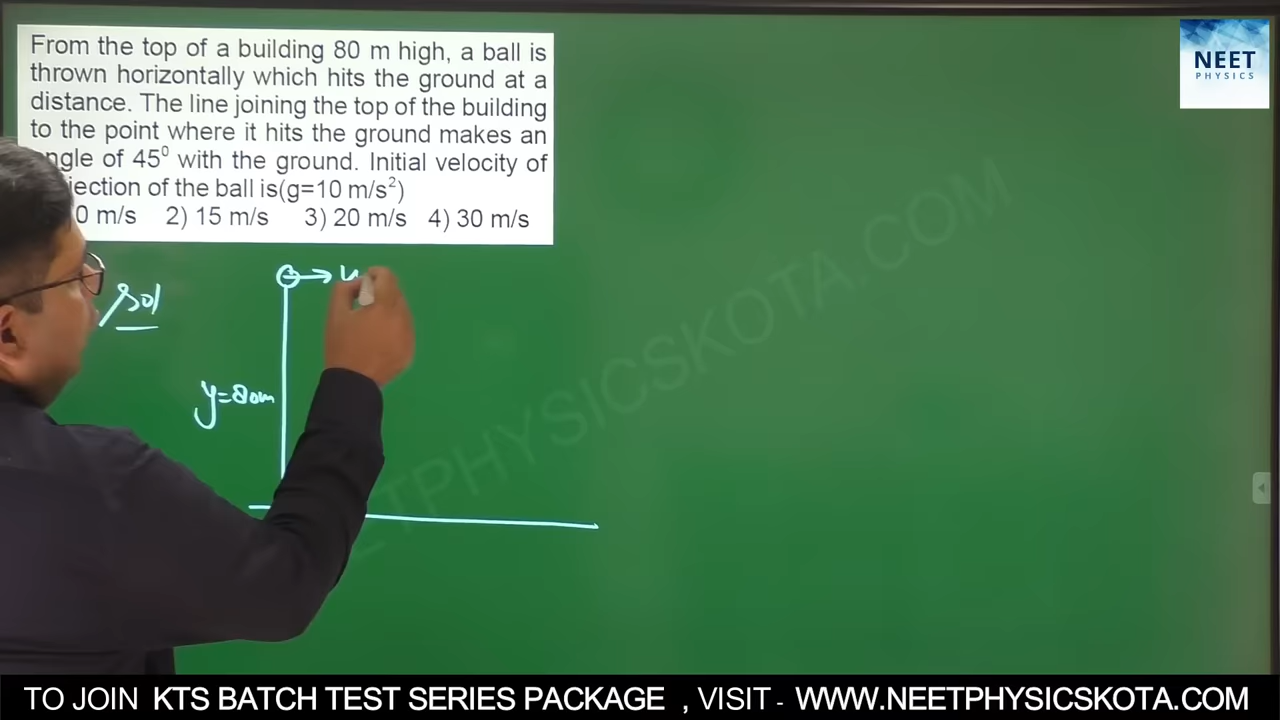 From the top of a building 80 m high, a ball is
thrown horizontally which hits the ground at a
distance. The line joining the top of the building
to the point where it hits the ground makes an
ngle of 45⁰ with the ground. Initial velocity of
jection of the ball is(g=10 m/s²)
0 m/s 2) 15 m/s 3) 20 m/s 4) 30 m/s
NEET
PHYSICS
sol
u
y=80m
ETPHYSICSKOTA.COM
TO JOIN KTS BATCH TEST SERIES PACKAGE , VISIT - WWW.NEETPHYSICSKOTA.COM